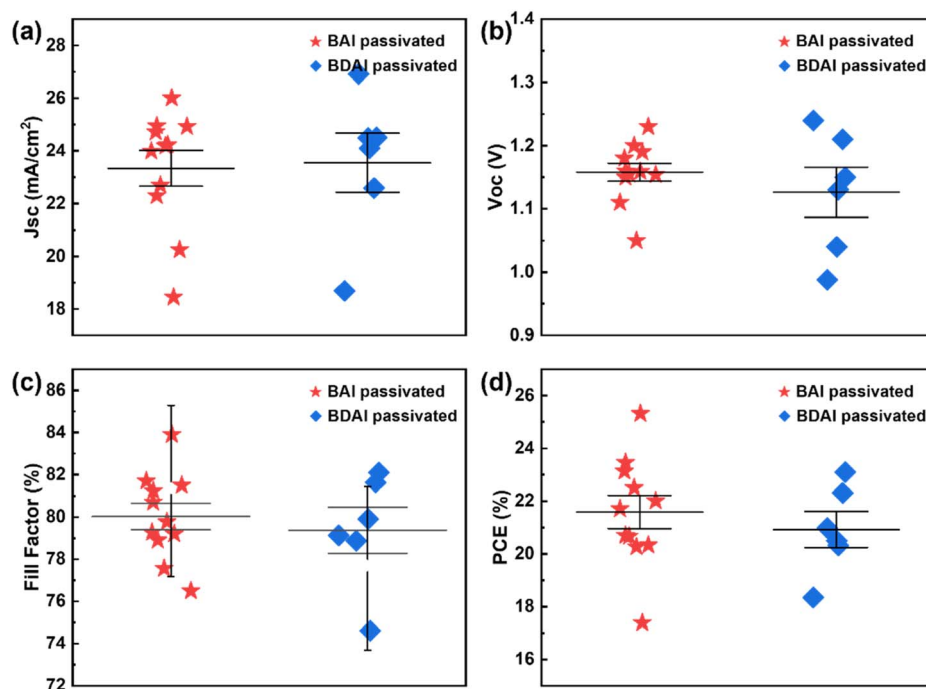 (a)
BAI passivated
BDAI passivated
28
26
24
22
20
18
Jsc (mA/cm²)
(b)
BAI passivated
BDAI passivated
1.4
1.3
1.2
1.1
1.0
0.9
Voc (V)
(c)
BAI passivated
BDAI passivated
86
84
82
80
78
76
74
72
Fill Factor (%)
(d)
BAI passivated
BDAI passivated
26
24
22
20
18
16
PCE (%)